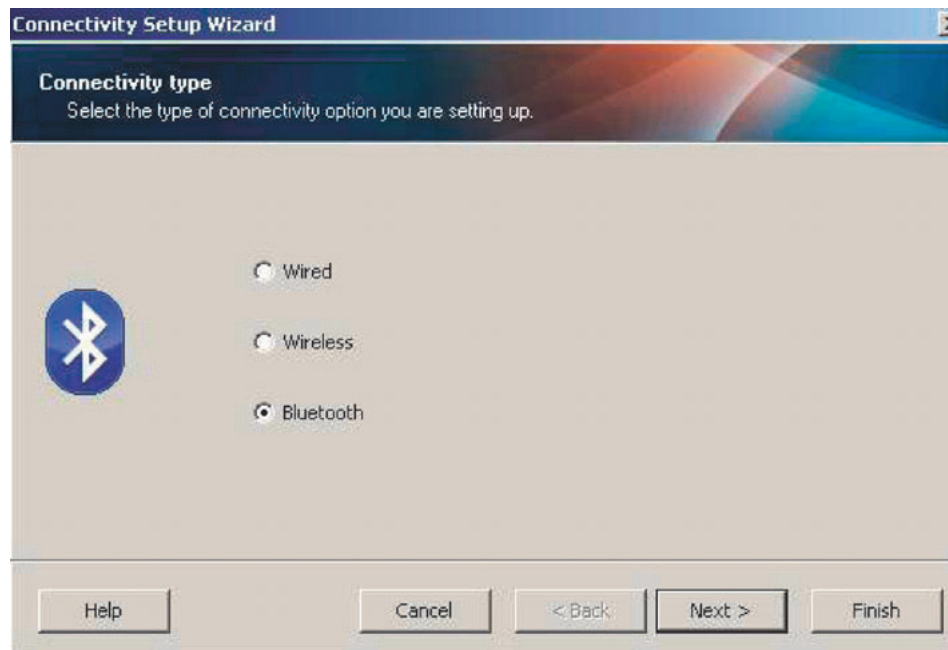 Connectivity Setup Wizard
Connectivity type
Select the type of connectivity option you are setting up.
Wired
Wireless
Bluetooth
Help
Cancel
< Back
Next >
Finish